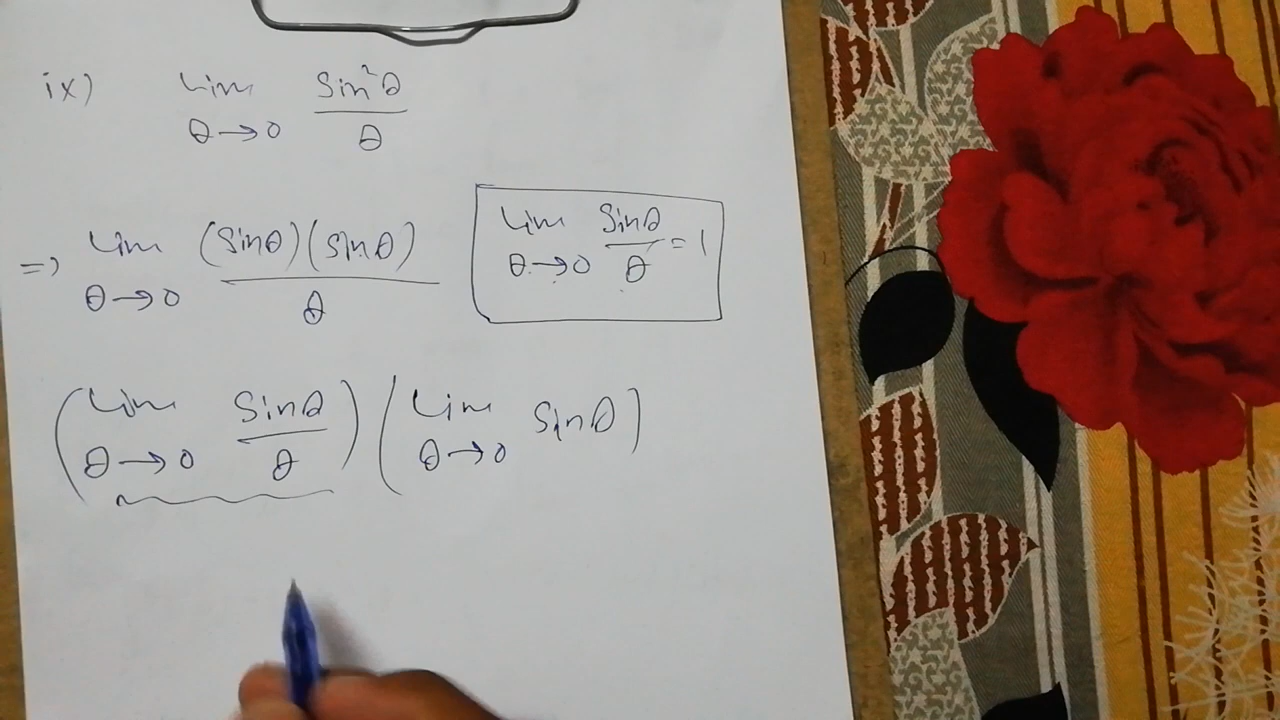 ix) Lim θ→0 Sin²θ/θ
=> Lim θ→0 (Sinθ)(Sinθ)/θ
Lim θ→0 Sinθ/θ = 1
(Lim θ→0 Sinθ/θ) (Lim θ→0 Sinθ)